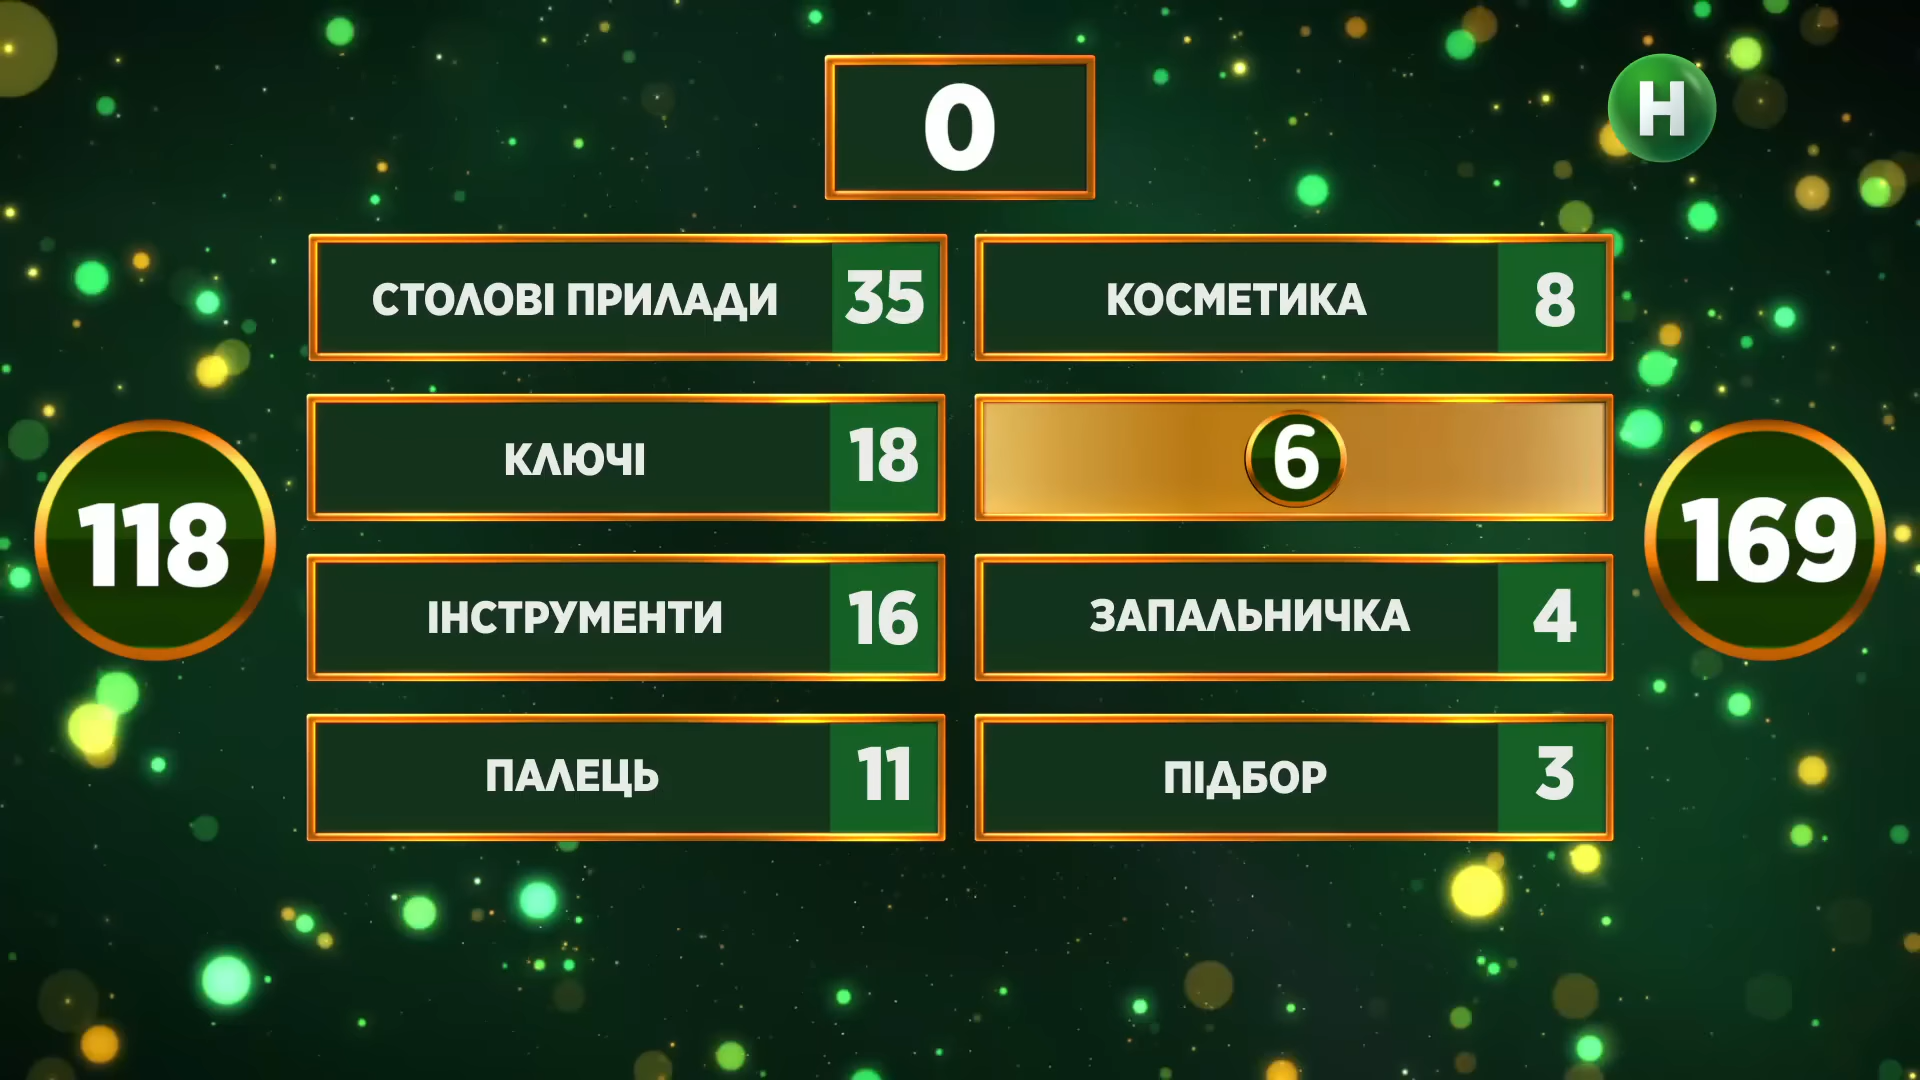 0
Н
СТОЛОВІ ПРИЛАДИ 35
КОСМЕТИКА 8
КЛЮЧІ 18
6
118
169
ІНСТРУМЕНТИ 16
ЗАПАЛЬНИЧКА 4
ПАЛЕЦЬ 11
ПІДБОР 3